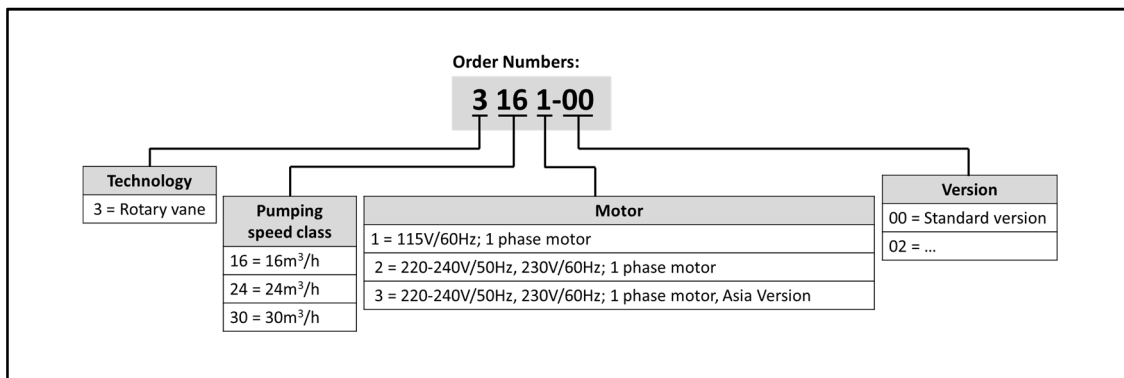 Order Numbers:
3 16 1-00
Technology
3 = Rotary vane
Pumping
speed class
16 = 16m³/h
24 = 24m³/h
30 = 30m³/h
Motor
1 = 115V/60Hz; 1 phase motor
2 = 220-240V/50Hz, 230V/60Hz; 1 phase motor
3 = 220-240V/50Hz, 230V/60Hz; 1 phase motor, Asia Version
Version
00 = Standard version
02 = ...